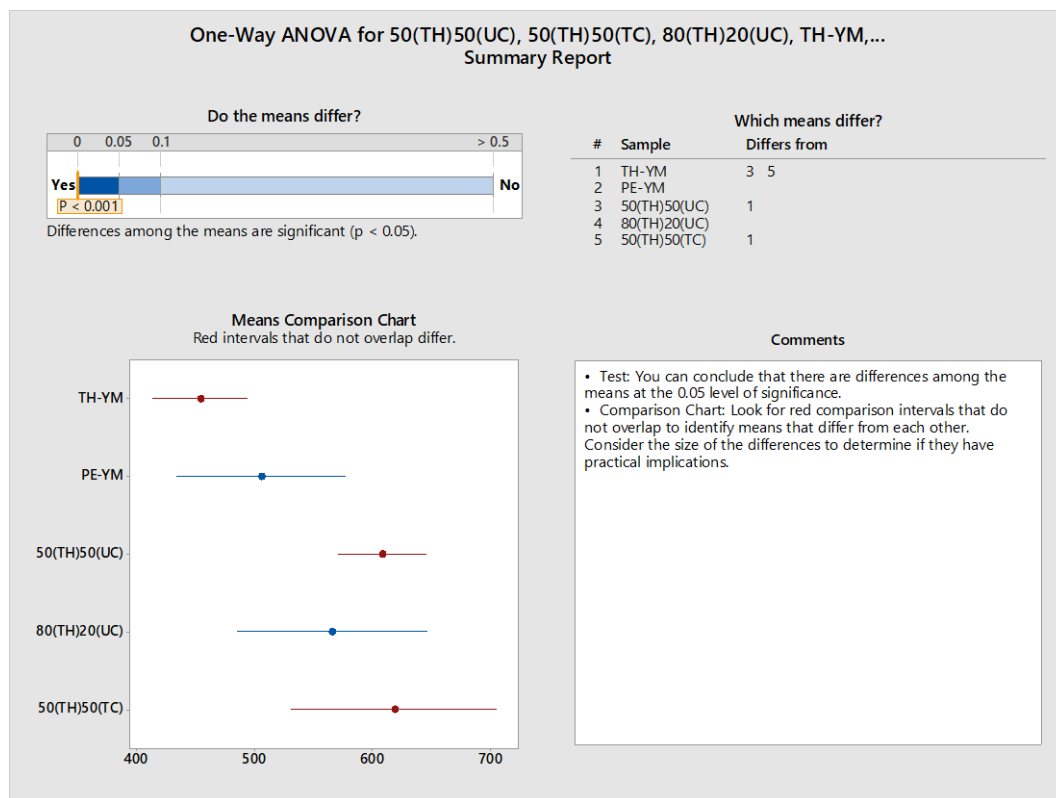 One-Way ANOVA for 50(TH)50(UC), 50(TH)50(TC), 80(TH)20(UC), TH-YM,...
Summary Report
Do the means differ?
0 0.05 0.1 > 0.5
Yes No
P < 0.001
Differences among the means are significant (p < 0.05).
Which means differ?
# Sample Differs from
1 TH-YM 3 5
2 PE-YM
3 50(TH)50(UC) 1
4 80(TH)20(UC)
5 50(TH)50(TC) 1
Means Comparison Chart
Red intervals that do not overlap differ.
TH-YM
PE-YM
50(TH)50(UC)
80(TH)20(UC)
50(TH)50(TC)
400 500 600 700
Comments
• Test: You can conclude that there are differences among the
means at the 0.05 level of significance.
• Comparison Chart: Look for red comparison intervals that do
not overlap to identify means that differ from each other.
Consider the size of the differences to determine if they have
practical implications.